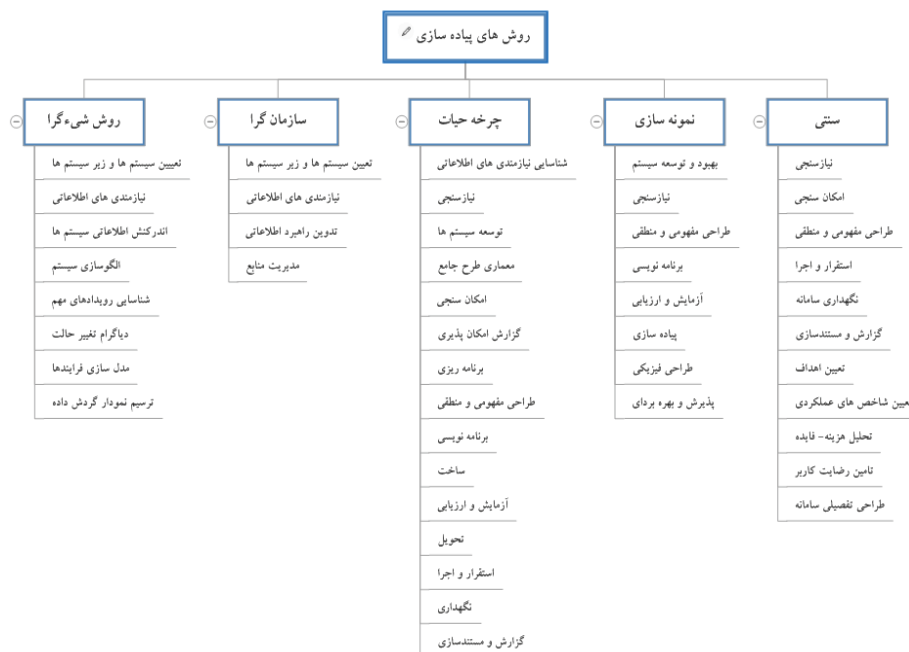 روش های پیاده سازی
سنتی
نیازسنجی
امکان سنجی
طراحی مفهومی و منطقی
استقرار و اجرا
نگهداری سامانه
گزارش و مستندسازی
تعیین اهداف
عیین شاخص های عملکردی
تحلیل هزینه- فایده
تامین رضایت کاربر
طراحی تفصیلی سامانه
نمونه سازی
بهبود و توسعه سیستم
نیازسنجی
طراحی مفهومی و منطقی
برنامه نویسی
آزمایش و ارزیابی
پیاده سازی
طراحی فیزیکی
پذیرش و بهره بردای
چرخه حیات
شناسایی نیازمندی های اطلاعاتی
نیازسنجی
توسعه سیستم ها
معماری طرح جامع
امکان سنجی
گزارش امکان پذیری
برنامه ریزی
طراحی مفهومی و منطقی
برنامه نویسی
ساخت
آزمایش و ارزیابی
تحویل
استقرار و اجرا
نگهداری
گزارش و مستندسازی
سازمان گرا
تعیین سیستم ها و زیر سیستم ها
نیازمندی های اطلاعاتی
تدوین راهبرد اطلاعاتی
مدیریت منابع
روش شیءگرا
تعیین سیستم ها و زیر سیستم ها
نیازمندی های اطلاعاتی
اندرکنش اطلاعاتی سیستم ها
الگوسازی سیستم
شناسایی رویدادهای مهم
دیاگرام تغییر حالت
مدل سازی فرایندها
ترسیم نمودار گردش داده